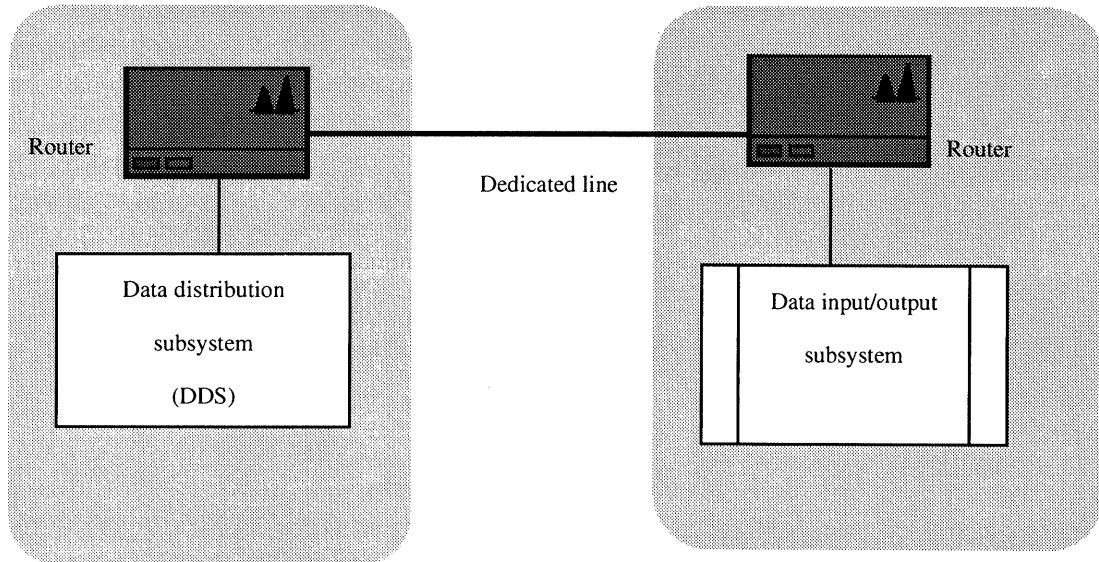 Router
Dedicated line
Router
Data distribution
subsystem
(DDS)
Data input/output
subsystem